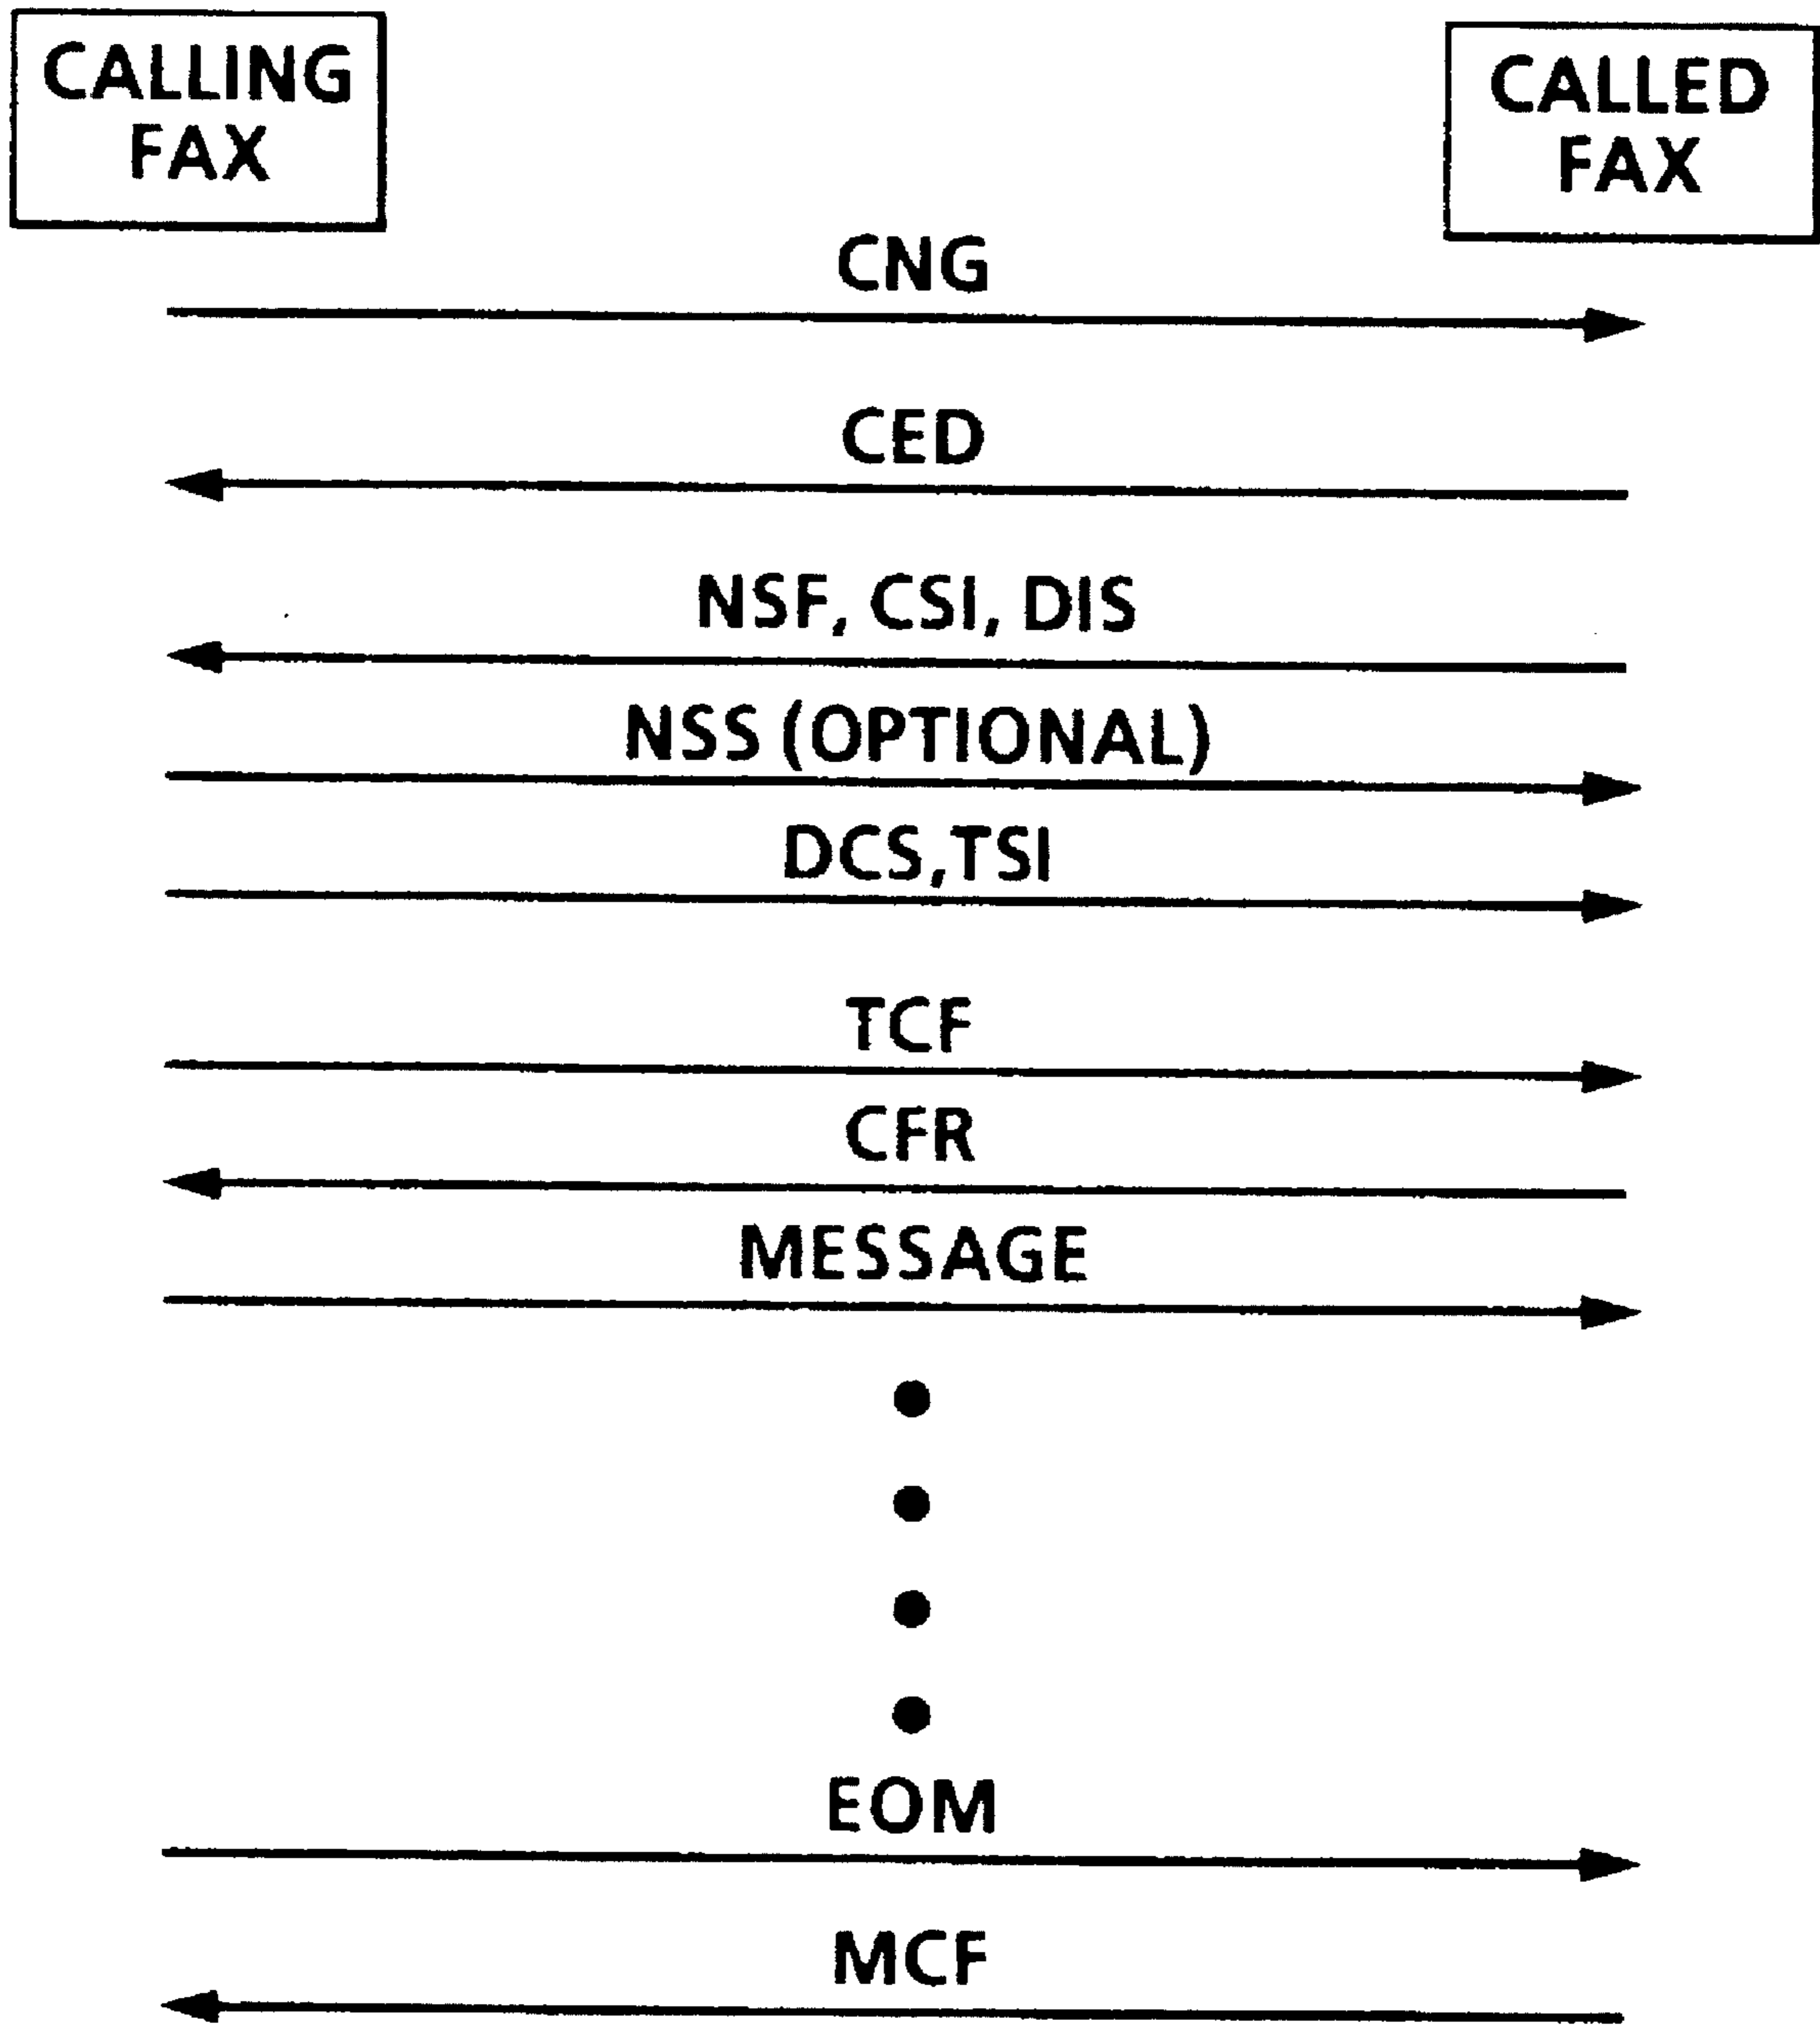 CALLING
FAX
CALLED
FAX
CNG
CED
NSF, CSI, DIS
NSS (OPTIONAL)
DCS,TSI
TCF
CFR
MESSAGE
EOM
MCF